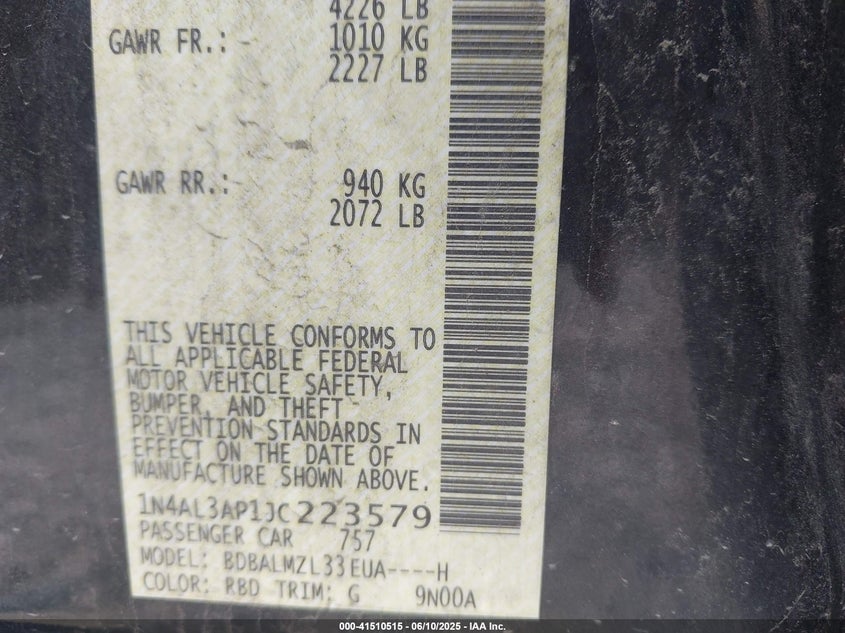 4226 LB
GAWR FR.: 1010 KG
2227 LB
GAWR RR.: 940 KG
2072 LB
THIS VEHICLE CONFORMS TO
ALL APPLICABLE FEDERAL
MOTOR VEHICLE SAFETY,
BUMPER, AND THEFT
PREVENTION STANDARDS IN
EFFECT ON THE DATE OF
MANUFACTURE SHOWN ABOVE.
1N4AL3AP1JC223579
PASSENGER CAR 757
MODEL: BDBALMZL33EUA----H
COLOR: RBD TRIM: G 9N00A
000-41510515 - 06/10/2025 - IAA Inc.